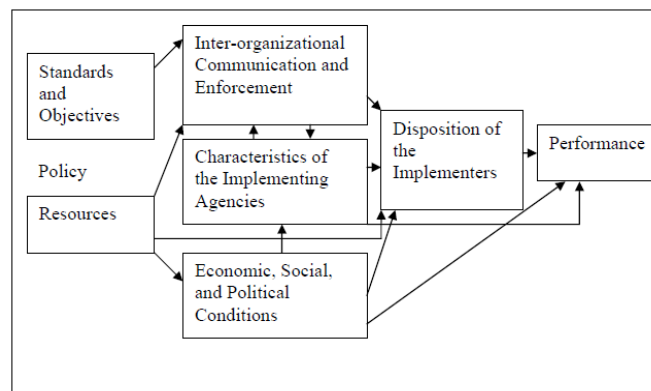 Inter-organizational
Communication and
Enforcement
Standards
and
Objectives
Disposition of
the
Implementers
Performance
Characteristics of
the Implementing
Agencies
Policy
Resources
Economic, Social,
and Political
Conditions